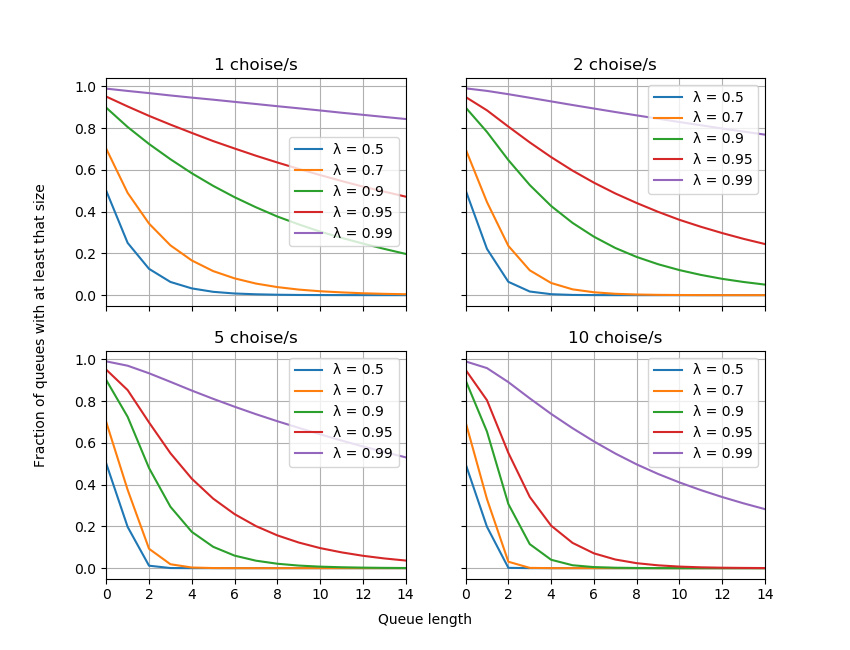 1 choise/s
2 choise/s
1.0
0.8
0.6
0.4
0.2
0.0
λ = 0.5
λ = 0.7
λ = 0.9
λ = 0.95
λ = 0.99
λ = 0.5
λ = 0.7
λ = 0.9
λ = 0.95
λ = 0.99
Fraction of queues with at least that size
5 choise/s
10 choise/s
1.0
0.8
0.6
0.4
0.2
0.0
λ = 0.5
λ = 0.7
λ = 0.9
λ = 0.95
λ = 0.99
λ = 0.5
λ = 0.7
λ = 0.9
λ = 0.95
λ = 0.99
0 2 4 6 8 10 12 14
0 2 4 6 8 10 12 14
Queue length